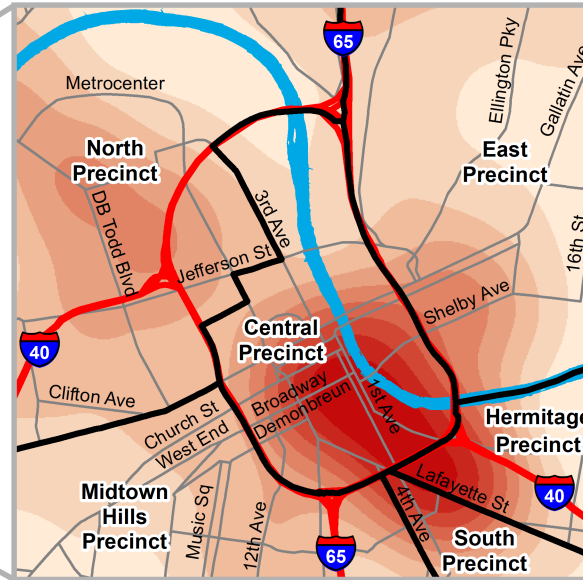 65
Ellington Pky
Gallatin Ave
Metrocenter
North
Precinct
East
Precinct
DB Todd Blvd
3rd Ave
16th St
Jefferson St
Shelby Ave
Central
Precinct
40
Broadway
1st Ave
Demonbreun
Clifton Ave
Church St
West End
Hermitage
Precinct
Lafayette St
40
Midtown
Hills
Precinct
Music Sq
12th Ave
4th Ave
65
South
Precinct